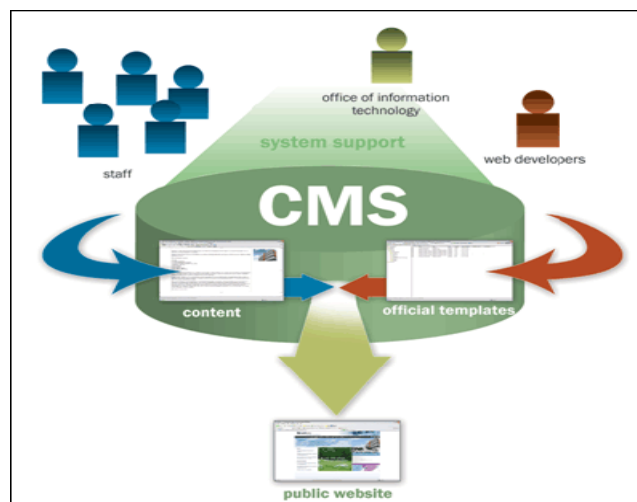 office of information
technology
system support
staff
web developers
CMS
content
official templates
public website